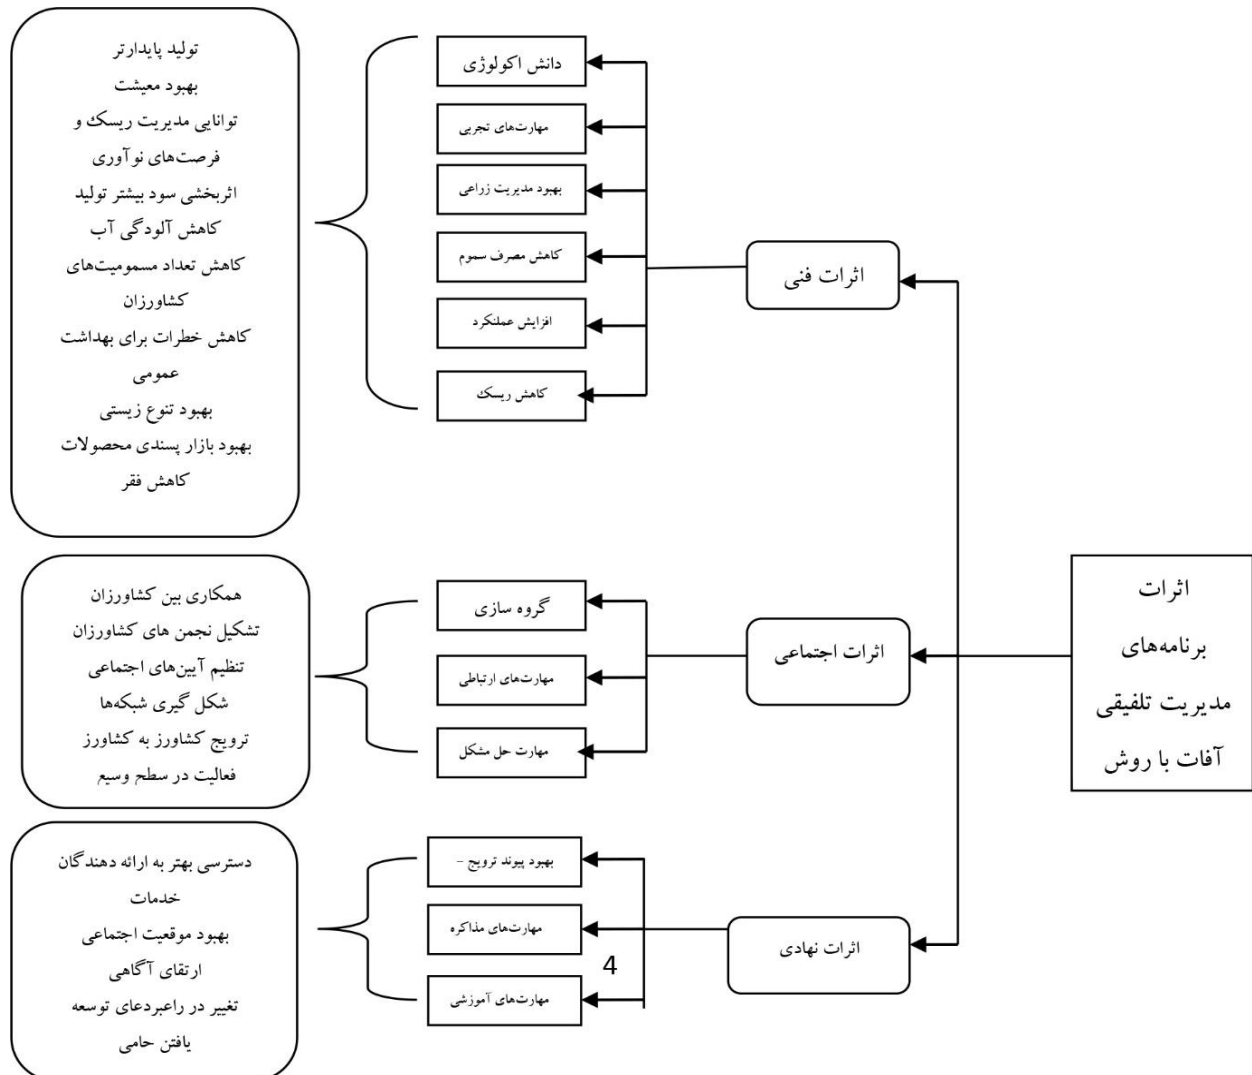 اثرات
برنامه‌های
مدیریت تلفیقی
آفات با روش
اثرات فنی
دانش اکولوژی
مهارت‌های تجربی
بهبود مدیریت زراعی
کاهش مصرف سموم
افزایش عملکرد
کاهش ریسک
تولید پایدارتر
بهبود معیشت
توانایی مدیریت ریسک و
فرصت‌های نوآوری
اثربخشی سود بیشتر تولید
کاهش آلودگی آب
کاهش تعداد مسمومیت‌های
کشاورزان
کاهش خطرات برای بهداشت
عمومی
بهبود تنوع زیستی
بهبود بازار پسندی محصولات
کاهش فقر
اثرات اجتماعی
گروه سازی
مهارت‌های ارتباطی
مهارت حل مشکل
همکاری بین کشاورزان
تشکیل نجمن های کشاورزان
تنظیم آیین‌های اجتماعی
شکل گیری شبکه‌ها
ترویج کشاورز به کشاورز
فعالیت در سطح وسیع
اثرات نهادی
بهبود پیوند ترویج –
مهارت‌های مذاکره
4
مهارت‌های آموزشی
دسترسی بهتر به ارائه دهندگان
خدمات
بهبود موقعیت اجتماعی
ارتقای آگاهی
تغییر در راعبردعای توسعه
یافتن حامی